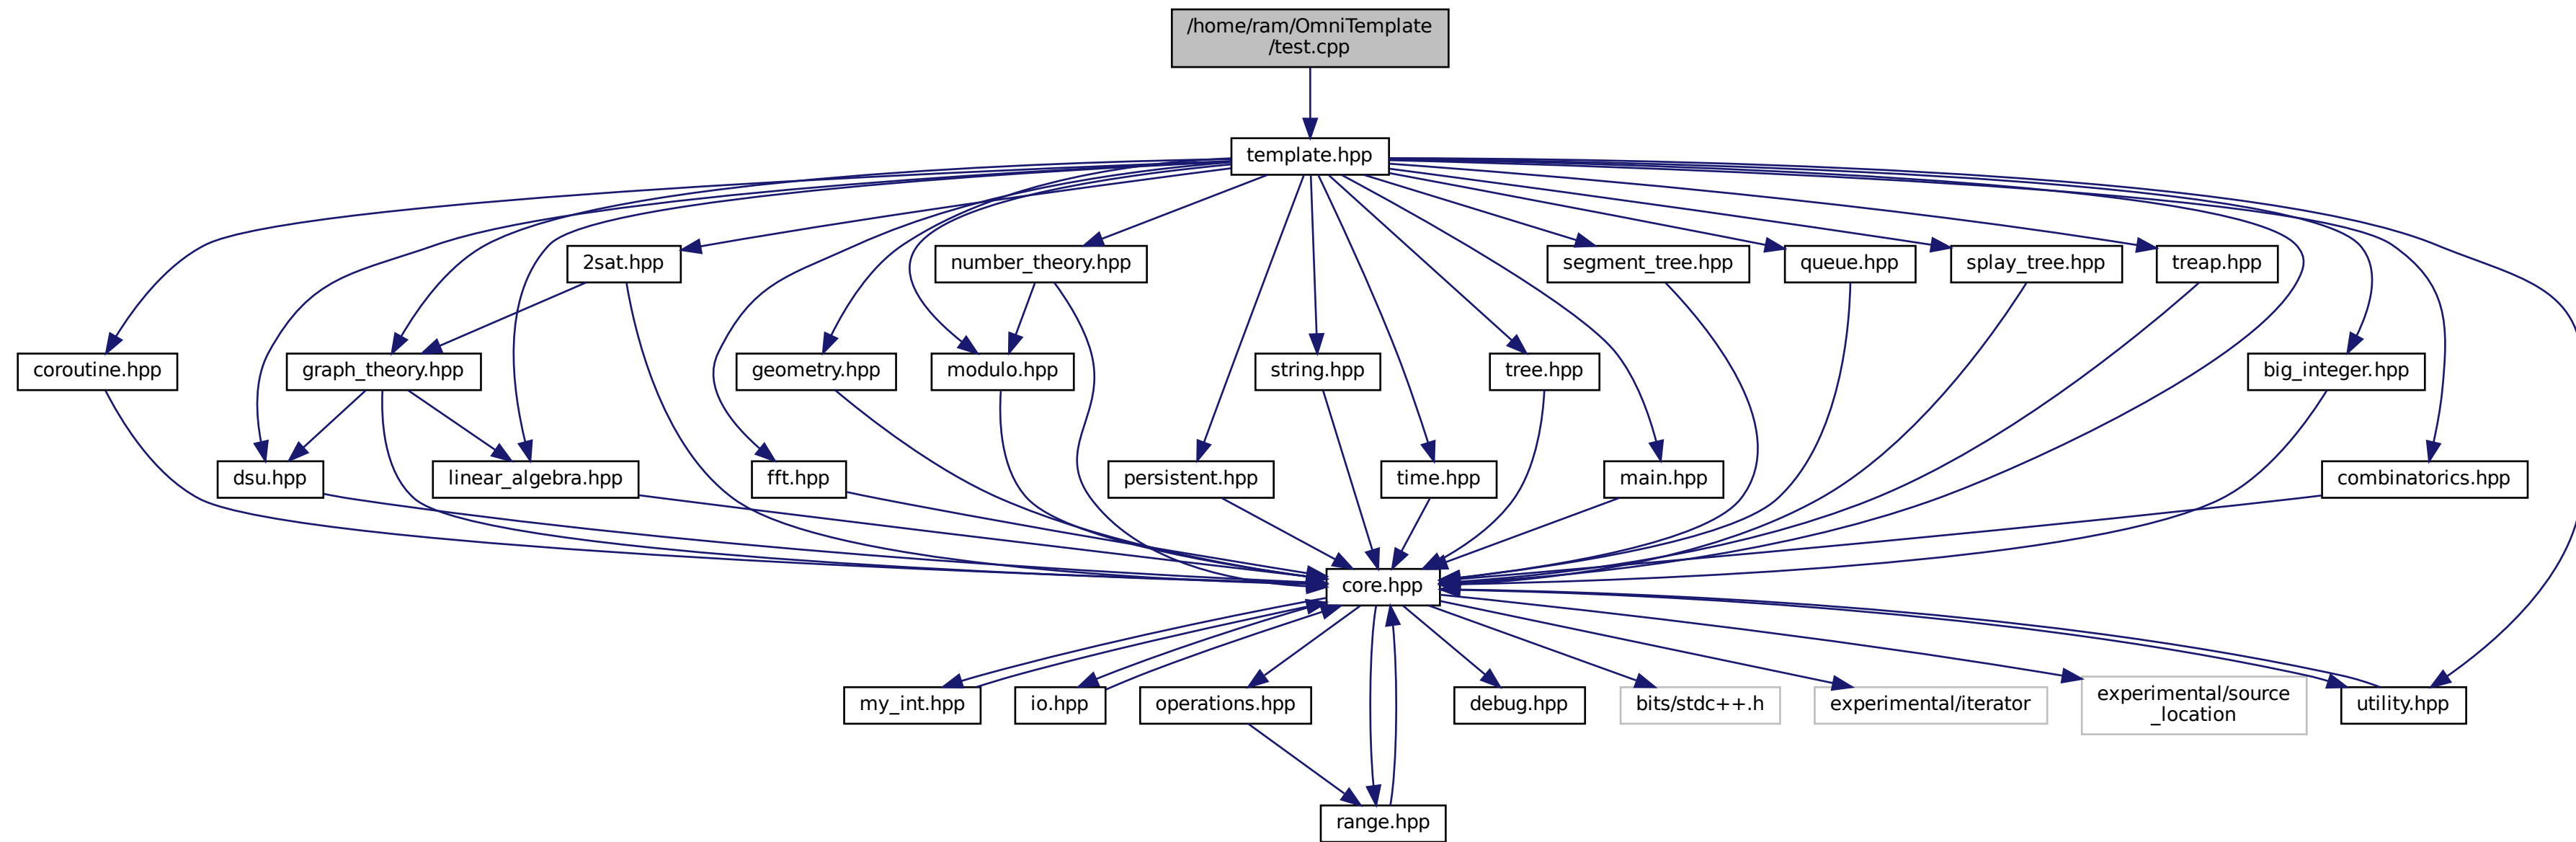 /home/ram/OmniTemplate
/test.cpp
template.hpp
2sat.hpp
number_theory.hpp
segment_tree.hpp
queue.hpp
splay_tree.hpp
treap.hpp
coroutine.hpp
graph_theory.hpp
geometry.hpp
modulo.hpp
string.hpp
tree.hpp
big_integer.hpp
dsu.hpp
linear_algebra.hpp
fft.hpp
persistent.hpp
time.hpp
main.hpp
combinatorics.hpp
core.hpp
my_int.hpp
io.hpp
operations.hpp
debug.hpp
bits/stdc++.h
experimental/iterator
experimental/source
_location
utility.hpp
range.hpp